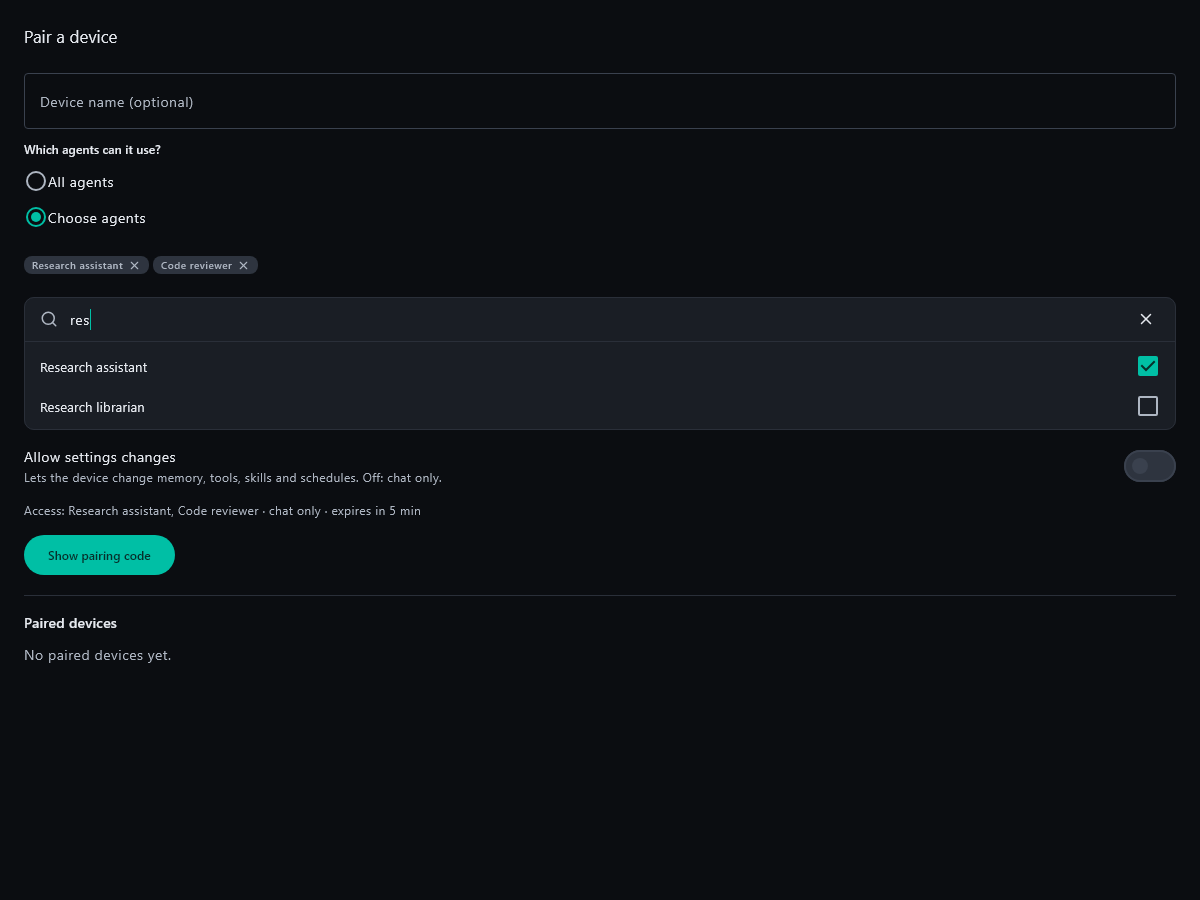 Pair a device
Device name (optional)
Which agents can it use?
All agents
Choose agents
Research assistant
Code reviewer
res
Research assistant
Research librarian
Allow settings changes
Lets the device change memory, tools, skills and schedules. Off: chat only.
Access: Research assistant, Code reviewer · chat only · expires in 5 min
Show pairing code
Paired devices
No paired devices yet.